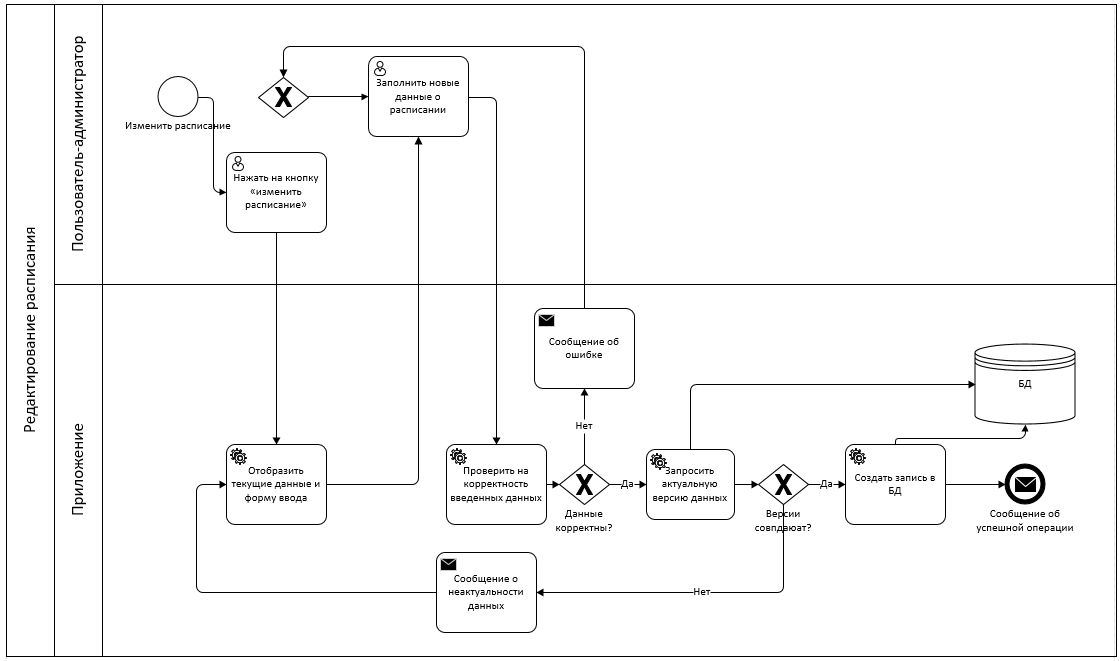 Редактирование расписания
Пользователь-администратор
Изменить расписание
Заполнить новые
данные о
расписании
Нажать на кнопку
«изменить
расписание»
Приложение
Сообщение об
ошибке
БД
Нет
Отобразить
текущие данные и
форму ввода
Проверить на
корректность
введенных данных
Данные
корректны?
Да
Запросить
актуальную
версию данных
Версии
совпдаюат?
Да
Создать запись в
БД
Сообщение об
успешной операции
Сообщение о
неактуальности
данных
Нет